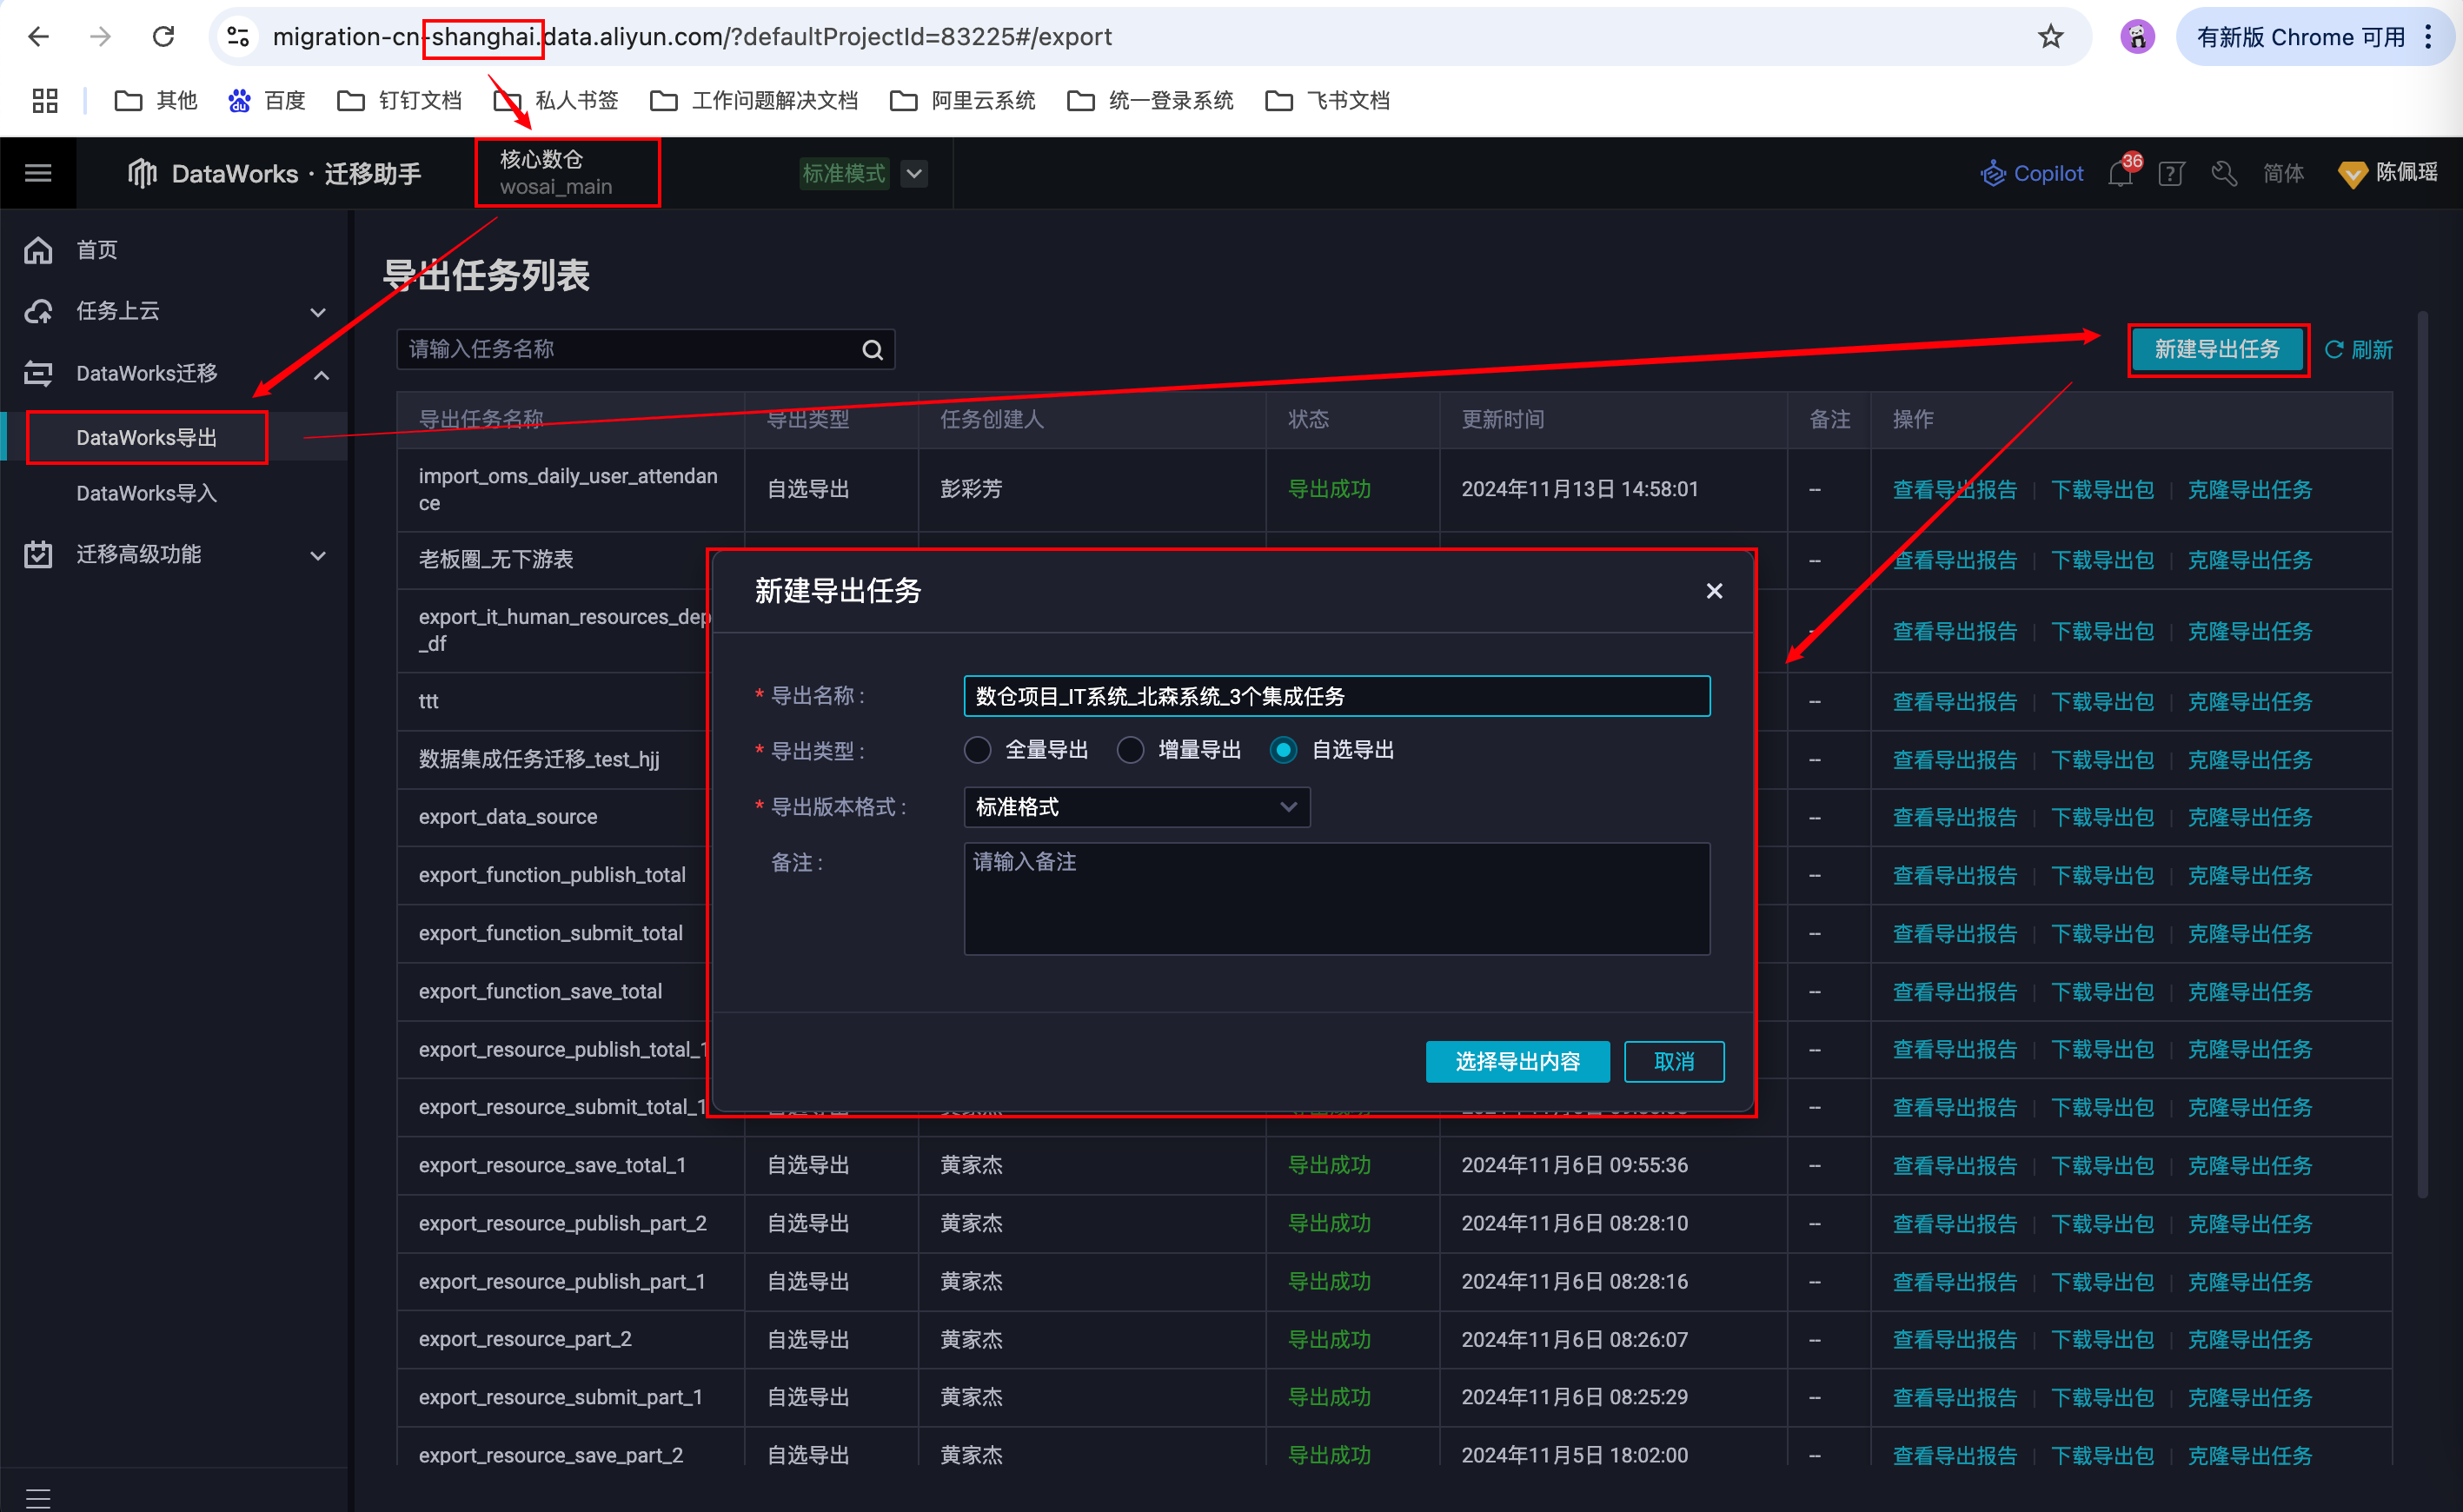 migration-cn-shanghai.data.aliyun.com/?defaultProjectId=83225#/export
有新版 Chrome 可用
其他
百度
钉钉文档
私人书签
工作问题解决文档
阿里云系统
统一登录系统
飞书文档
DataWorks · 迁移助手
核心数仓
wosai_main
标准模式
Copilot
36
简体
陈佩瑶
首页
任务上云
DataWorks迁移
DataWorks导出
DataWorks导入
迁移高级功能
导出任务列表
请输入任务名称
新建导出任务
刷新
导出任务名称 导出类型 任务创建人 状态 更新时间 备注 操作
import_oms_daily_user_attendan
ce
自选导出 彭彩芳 导出成功 2024年11月13日 14:58:01 -- 查看导出报告 下载导出包 克隆导出任务
老板圈_无下游表 -- 查看导出报告 下载导出包 克隆导出任务
export_it_human_resources_dep
_df
-- 查看导出报告 下载导出包 克隆导出任务
ttt -- 查看导出报告 下载导出包 克隆导出任务
数据集成任务迁移_test_hjj -- 查看导出报告 下载导出包 克隆导出任务
export_data_source -- 查看导出报告 下载导出包 克隆导出任务
export_function_publish_total -- 查看导出报告 下载导出包 克隆导出任务
export_function_submit_total -- 查看导出报告 下载导出包 克隆导出任务
export_function_save_total -- 查看导出报告 下载导出包 克隆导出任务
export_resource_publish_total_1 -- 查看导出报告 下载导出包 克隆导出任务
export_resource_submit_total_1 -- 查看导出报告 下载导出包 克隆导出任务
export_resource_save_total_1 自选导出 黄家杰 导出成功 2024年11月6日 09:55:36 -- 查看导出报告 下载导出包 克隆导出任务
export_resource_publish_part_2 自选导出 黄家杰 导出成功 2024年11月6日 08:28:10 -- 查看导出报告 下载导出包 克隆导出任务
export_resource_publish_part_1 自选导出 黄家杰 导出成功 2024年11月6日 08:28:16 -- 查看导出报告 下载导出包 克隆导出任务
export_resource_part_2 自选导出 黄家杰 导出成功 2024年11月6日 08:26:07 -- 查看导出报告 下载导出包 克隆导出任务
export_resource_submit_part_1 自选导出 黄家杰 导出成功 2024年11月6日 08:25:29 -- 查看导出报告 下载导出包 克隆导出任务
export_resource_save_part_2 自选导出 黄家杰 导出成功 2024年11月5日 18:02:00 -- 查看导出报告 下载导出包 克隆导出任务
新建导出任务
* 导出名称 : 数仓项目_IT系统_北森系统_3个集成任务
* 导出类型 : 全量导出 增量导出 自选导出
* 导出版本格式 : 标准格式
备注 : 请输入备注
选择导出内容
取消